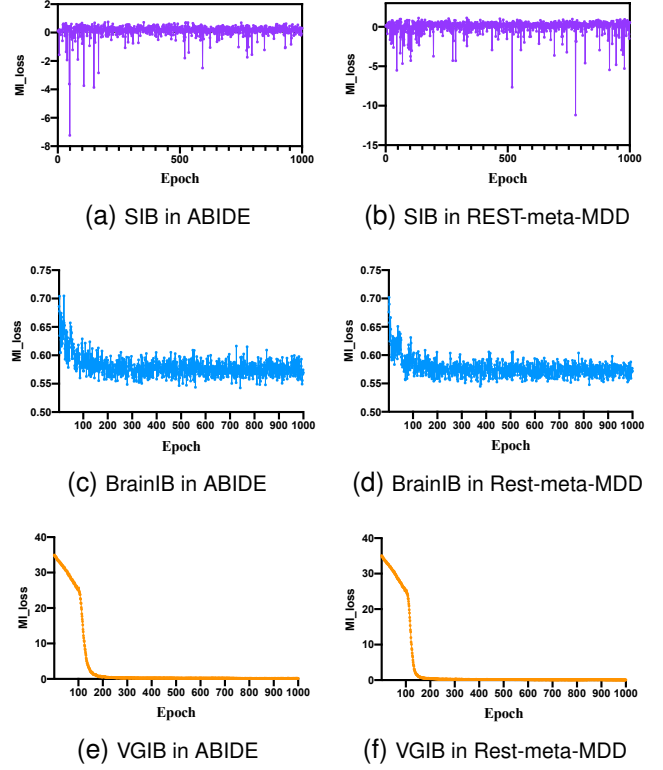 2
0
-2
-4
-6
-8
MI_loss
0
500
1000
Epoch
(a) SIB in ABIDE
0
-5
-10
-15
MI_loss
0
500
1000
Epoch
(b) SIB in REST-meta-MDD
0.75
0.70
0.65
0.60
0.55
0.50
MI_loss
100 200 300 400 500 600 700 800 900 1000
Epoch
(c) BrainIB in ABIDE
0.75
0.70
0.65
0.60
0.55
0.50
MI_loss
100 200 300 400 500 600 700 800 900 1000
Epoch
(d) BrainIB in Rest-meta-MDD
40
30
20
10
0
MI_loss
100 200 300 400 500 600 700 800 900 1000
Epoch
(e) VGIB in ABIDE
40
30
20
10
0
MI_loss
100 200 300 400 500 600 700 800 900 1000
Epoch
(f) VGIB in Rest-meta-MDD